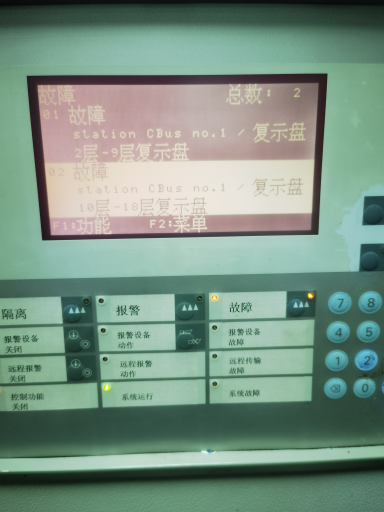 故障 总数: 2
01 故障
station CBus no.1 / 复示盘
2层-9层复示盘
02 故障
station CBus no.1 / 复示盘
10层-18层复示盘
F1:功能 F2:菜单
隔离
报警
故障
7 8
报警设备
关闭
报警设备
动作
报警设备
故障
4 5
远程报警
关闭
远程报警
动作
远程传输
故障
1 2
控制功能
关闭
系统运行
系统故障
0